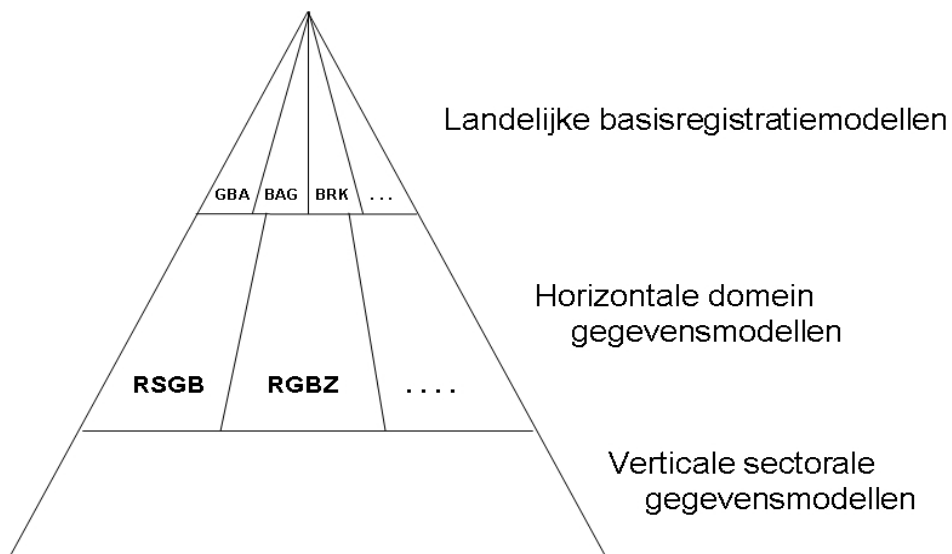 Landelijke basisregistratiemodellen
GBA BAG BRK ...
Horizontale domein
gegevensmodellen
RSGB RGBZ ....
Verticale sectorale
gegevensmodellen